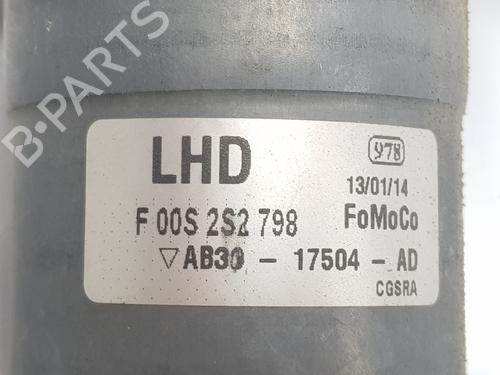 LHD
978
13/01/14
F 00S 2S2 798
FoMoCo
▽ AB39 - 17504 - AD
CGSRA
B-PARTS